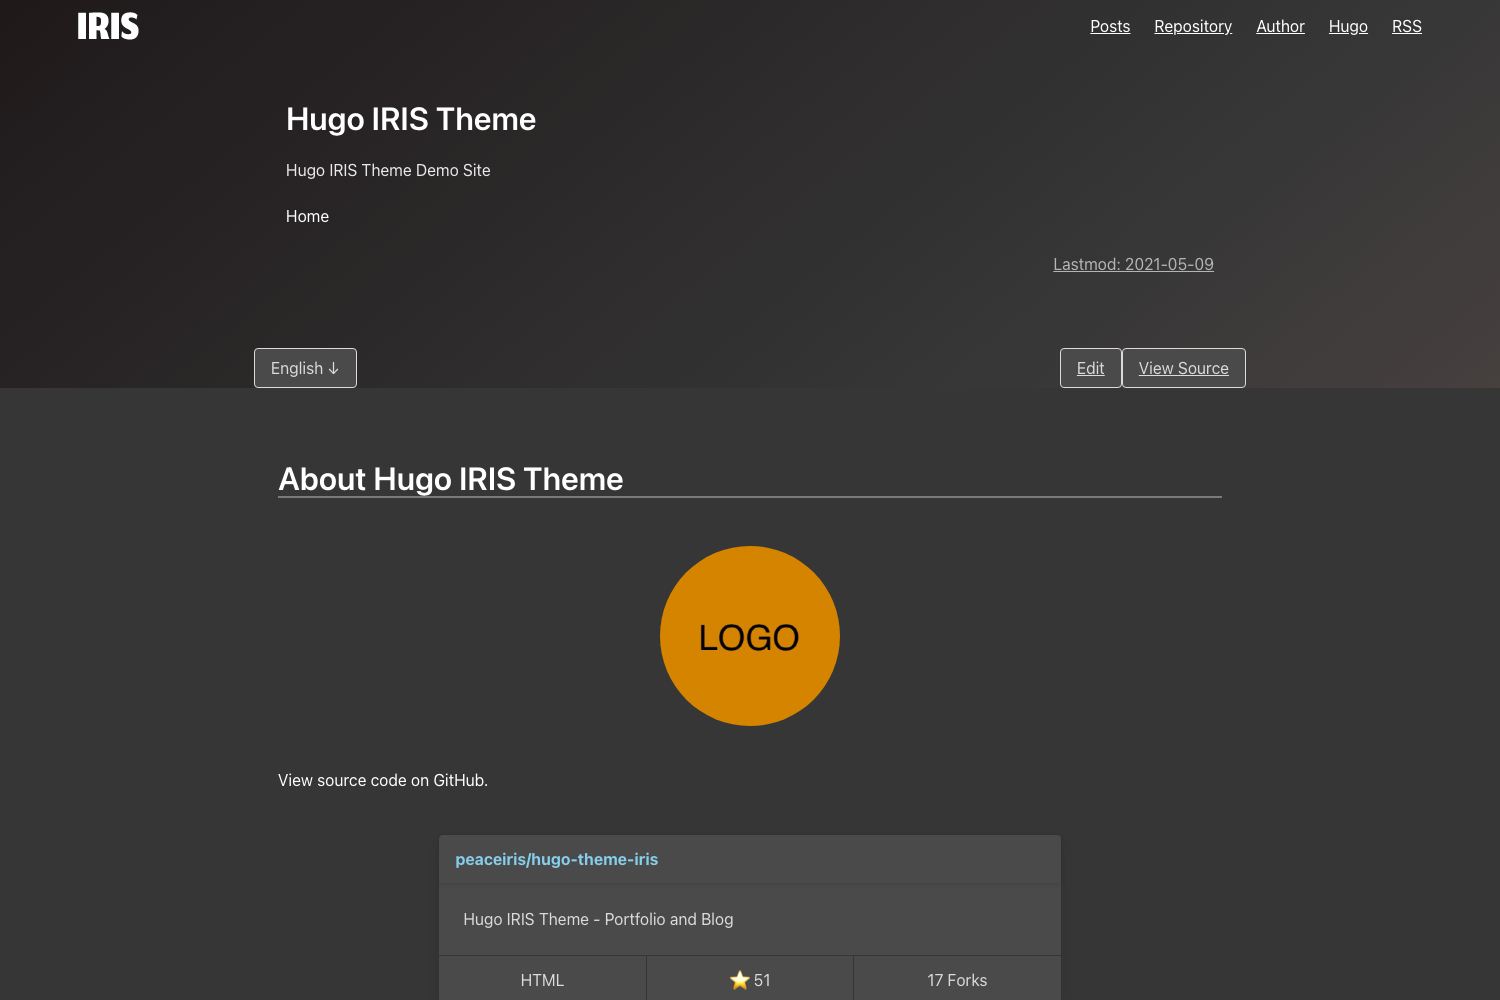 IRIS
Posts Repository Author Hugo RSS
Hugo IRIS Theme
Hugo IRIS Theme Demo Site
Home
Lastmod: 2021-05-09
English ↓
Edit View Source
About Hugo IRIS Theme
LOGO
View source code on GitHub.
peaceiris/hugo-theme-iris
Hugo IRIS Theme - Portfolio and Blog
HTML ⭐ 51 17 Forks